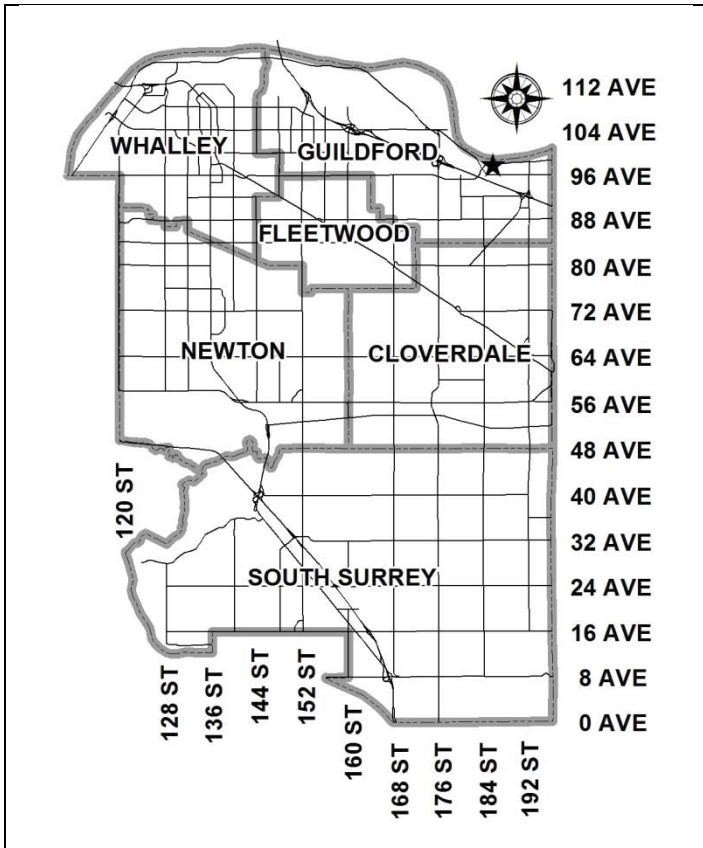 112 AVE
104 AVE
WHALLEY
GUILDFORD
96 AVE
88 AVE
FLEETWOOD
80 AVE
72 AVE
NEWTON
CLOVERDALE
64 AVE
56 AVE
48 AVE
120 ST
40 AVE
32 AVE
SOUTH SURREY
24 AVE
16 AVE
128 ST
136 ST
144 ST
152 ST
160 ST
8 AVE
168 ST
176 ST
184 ST
192 ST
0 AVE